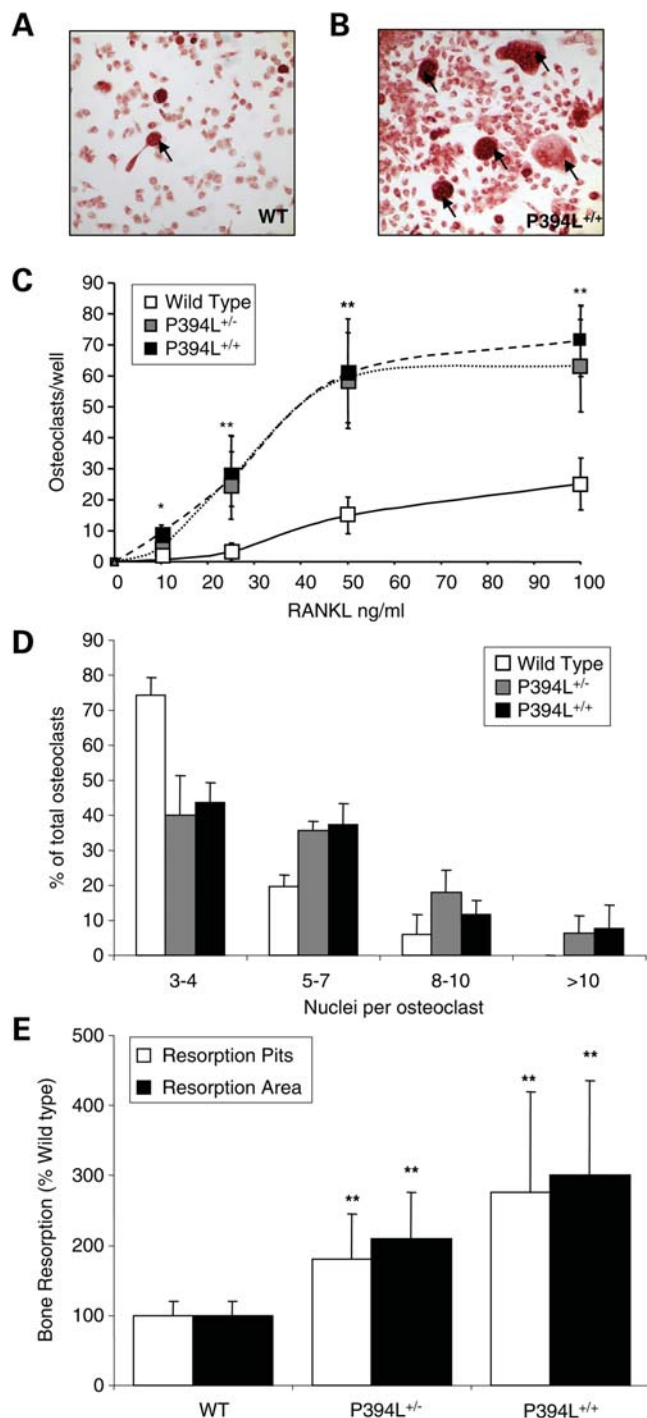 A
B
WT
P394L+/+
C
Wild Type
P394L+/-
P394L+/+
**
**
**
*
90
80
70
60
50
40
30
20
10
0
Osteoclasts/well
0 10 20 30 40 50 60 70 80 90 100
RANKL ng/ml
D
Wild Type
P394L+/-
P394L+/+
90
80
70
60
50
40
30
20
10
0
% of total osteoclasts
3-4 5-7 8-10 >10
Nuclei per osteoclast
E
Resorption Pits
Resorption Area
** ** ** **
500
400
300
200
100
0
Bone Resorption (% Wild type)
WT P394L+/- P394L+/+